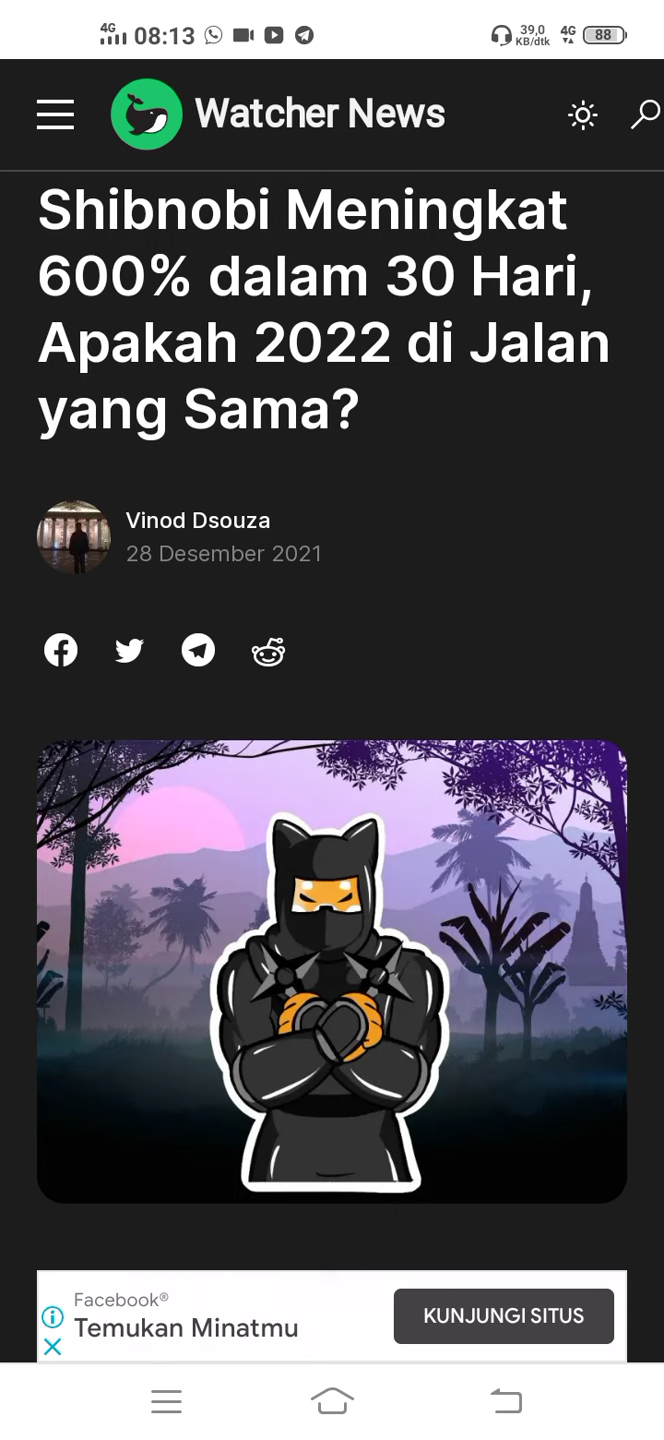 4G 08:13 39,0 KB/dtk 4G 88
Watcher News
Shibnobi Meningkat
600% dalam 30 Hari,
Apakah 2022 di Jalan
yang Sama?
Vinod Dsouza
28 Desember 2021
Facebook®
Temukan Minatmu
KUNJUNGI SITUS